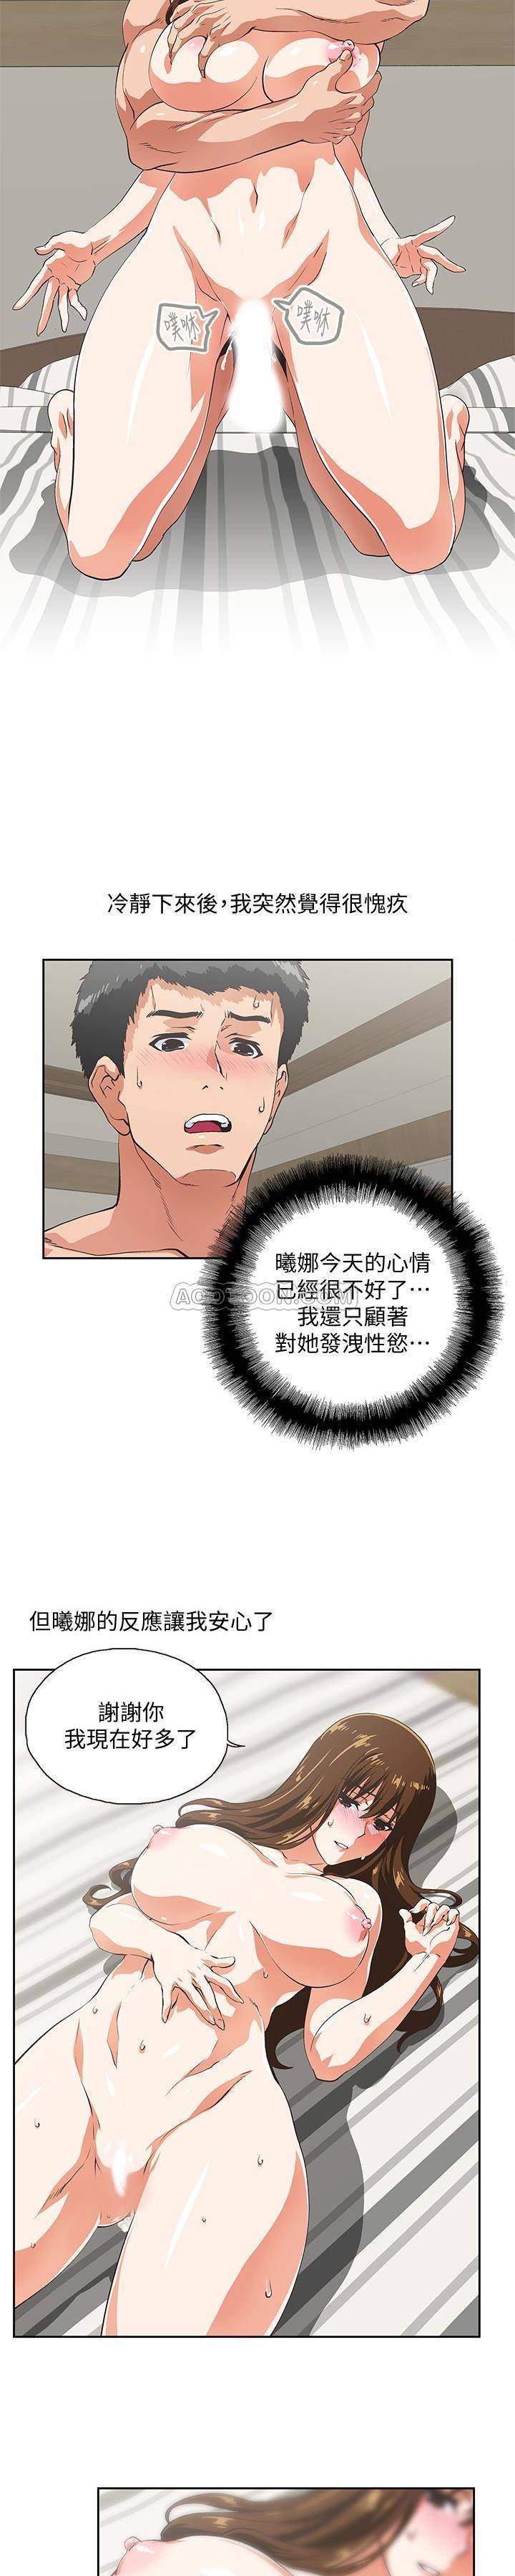 噗咻
噗咻
冷靜下來後，我突然覺得很愧疚
曦娜今天的心情
已經很不好了…
我還只顧著
對她發洩性慾…
但曦娜的反應讓我安心了
謝謝你
我現在好多了